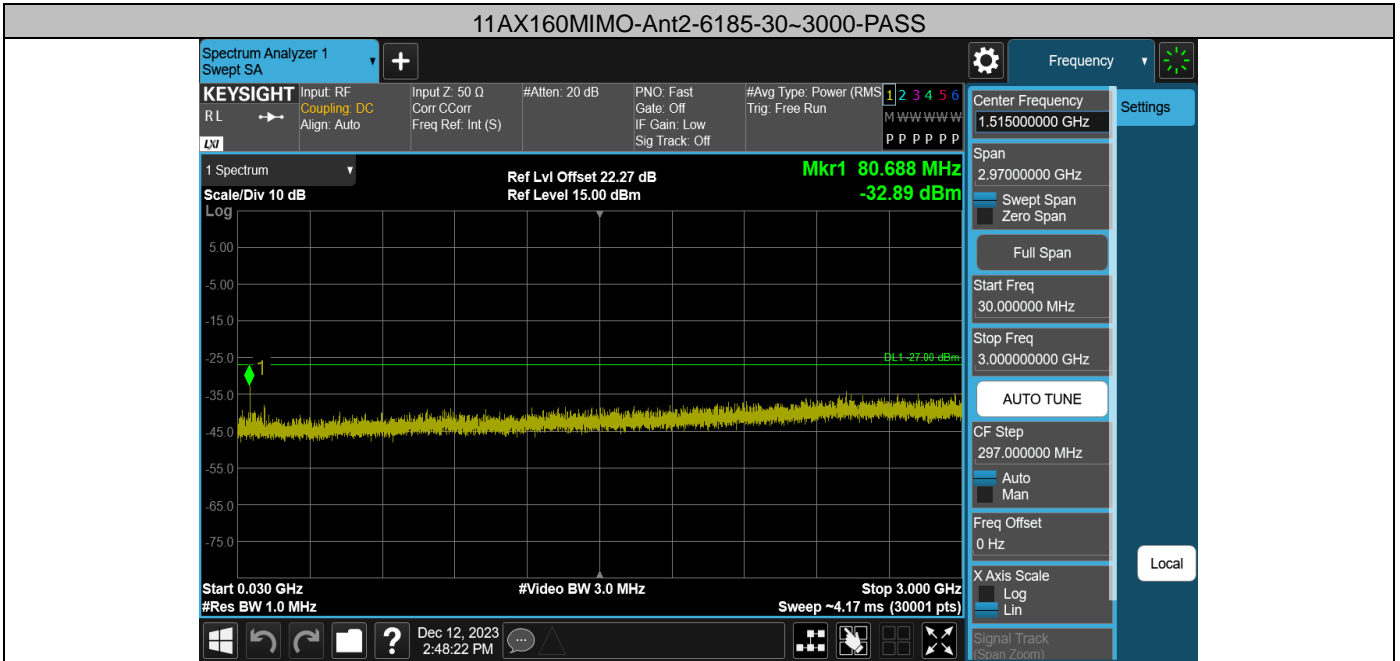 11AX160MIMO-Ant2-6185-30~3000-PASS
Spectrum Analyzer 1
Swept SA
Frequency
KEYSIGHT
RL
LXI
Input: RF
Coupling: DC
Align: Auto
Input Z: 50 Ω
Corr CCorr
Freq Ref: Int (S)
#Atten: 20 dB
PNO: Fast
Gate: Off
IF Gain: Low
Sig Track: Off
#Avg Type: Power (RMS
Trig: Free Run
1 2 3 4 5 6
M W W W W W
P P P P P P
1 Spectrum
Scale/Div 10 dB
Log
Ref Lvl Offset 22.27 dB
Ref Level 15.00 dBm
Mkr1 80.688 MHz
-32.89 dBm
5.00
-5.00
-15.0
-25.0
1
DL1 -27.00 dBm
-35.0
-45.0
-55.0
-65.0
-75.0
Start 0.030 GHz
#Video BW 3.0 MHz
Stop 3.000 GHz
#Res BW 1.0 MHz
Sweep ~4.17 ms (30001 pts)
Dec 12, 2023
2:48:22 PM
Center Frequency
1.515000000 GHz
Settings
Span
2.97000000 GHz
Swept Span
Zero Span
Full Span
Start Freq
30.000000 MHz
Stop Freq
3.000000000 GHz
AUTO TUNE
CF Step
297.000000 MHz
Auto
Man
Freq Offset
0 Hz
X Axis Scale
Log
Lin
Signal Track
(Span Zoom)
Local